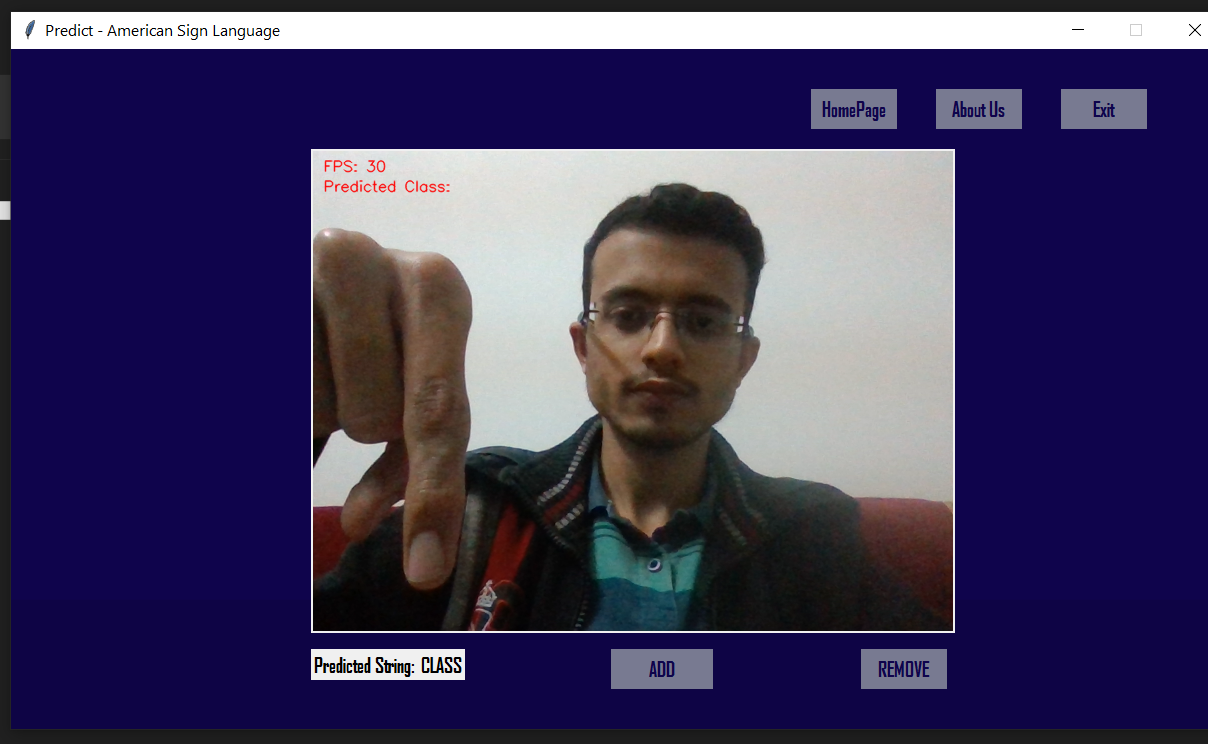 Predict - American Sign Language
HomePage About Us Exit
FPS: 30
Predicted Class:
Predicted String: CLASS
ADD
REMOVE